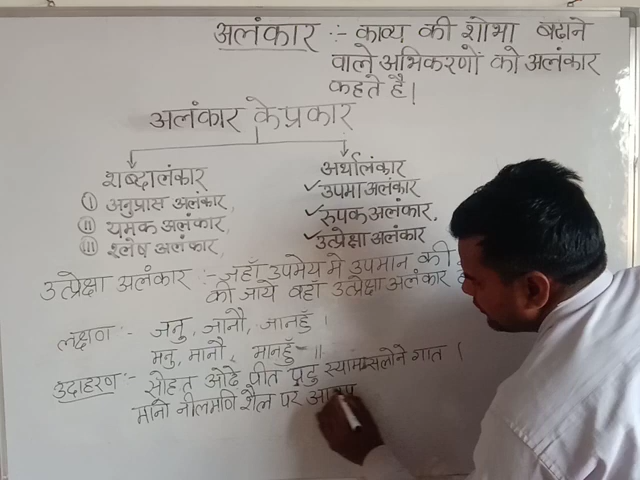 अलंकार :- काव्य की शोभा बढाने
वाले अभिकरणों को अलंकार
कहते है।
अलंकार के प्रकार
शब्दालंकार
① अनुप्रास अलंकार,
② यमक अलंकार,
③ श्लेष अलंकार,
अर्थालंकार
✓ उपमा अलंकार
✓ रुपक अलंकार,
✓ उत्प्रेक्षा अलंकार
उत्प्रेक्षा अलंकार :- जहाँ उपमेय मे उपमान की
की जाये वहाँ उत्प्रेक्षा अलंकार
लक्षण :- जनु, जानौ, जानहुँ ।
मनु, मानौ, मानहुँ - ॥
उदाहरण :- सोहत ओढे पीत पटु स्याम सलोने गात ।
मानो नीलमणि शैल पर